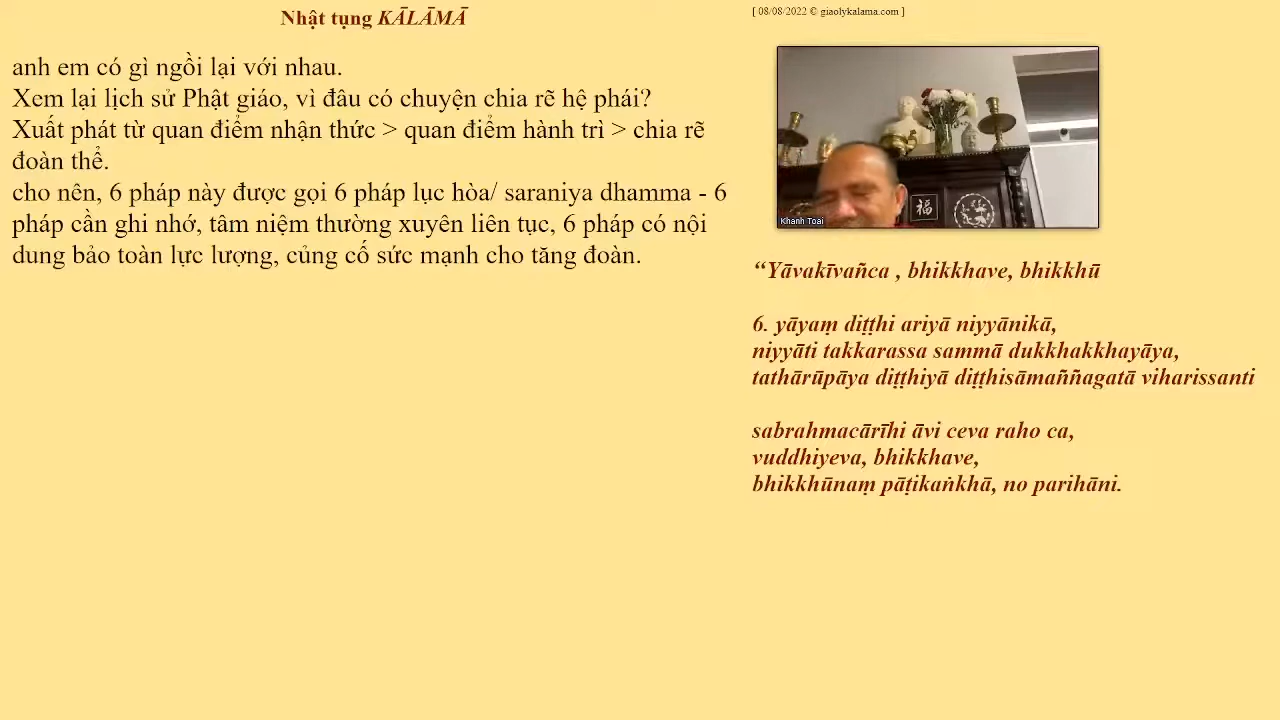 Nhật tụng KĀLĀMĀ
anh em có gì ngồi lại với nhau.
Xem lại lịch sử Phật giáo, vì đâu có chuyện chia rẽ hệ phái?
Xuất phát từ quan điểm nhận thức > quan điểm hành trì > chia rẽ
đoàn thể.
cho nên, 6 pháp này được gọi 6 pháp lục hòa/ saraniya dhamma - 6
pháp cần ghi nhớ, tâm niệm thường xuyên liên tục, 6 pháp có nội
dung bảo toàn lực lượng, củng cố sức mạnh cho tăng đoàn.
[ 08/08/2022 © giaolykalama.com ]
福
Khanh Toai
“Yāvakīvañca , bhikkhave, bhikkhū
6. yāyaṃ diṭṭhi ariyā niyyānikā,
niyyāti takkarassa sammā dukkhakkhayāya,
tathārūpāya diṭṭhiyā diṭṭhisāmaññagatā viharissanti
sabrahmacārīhi āvi ceva raho ca,
vuddhiyeva, bhikkhave,
bhikkhūnaṃ pāṭikaṅkhā, no parihāni.